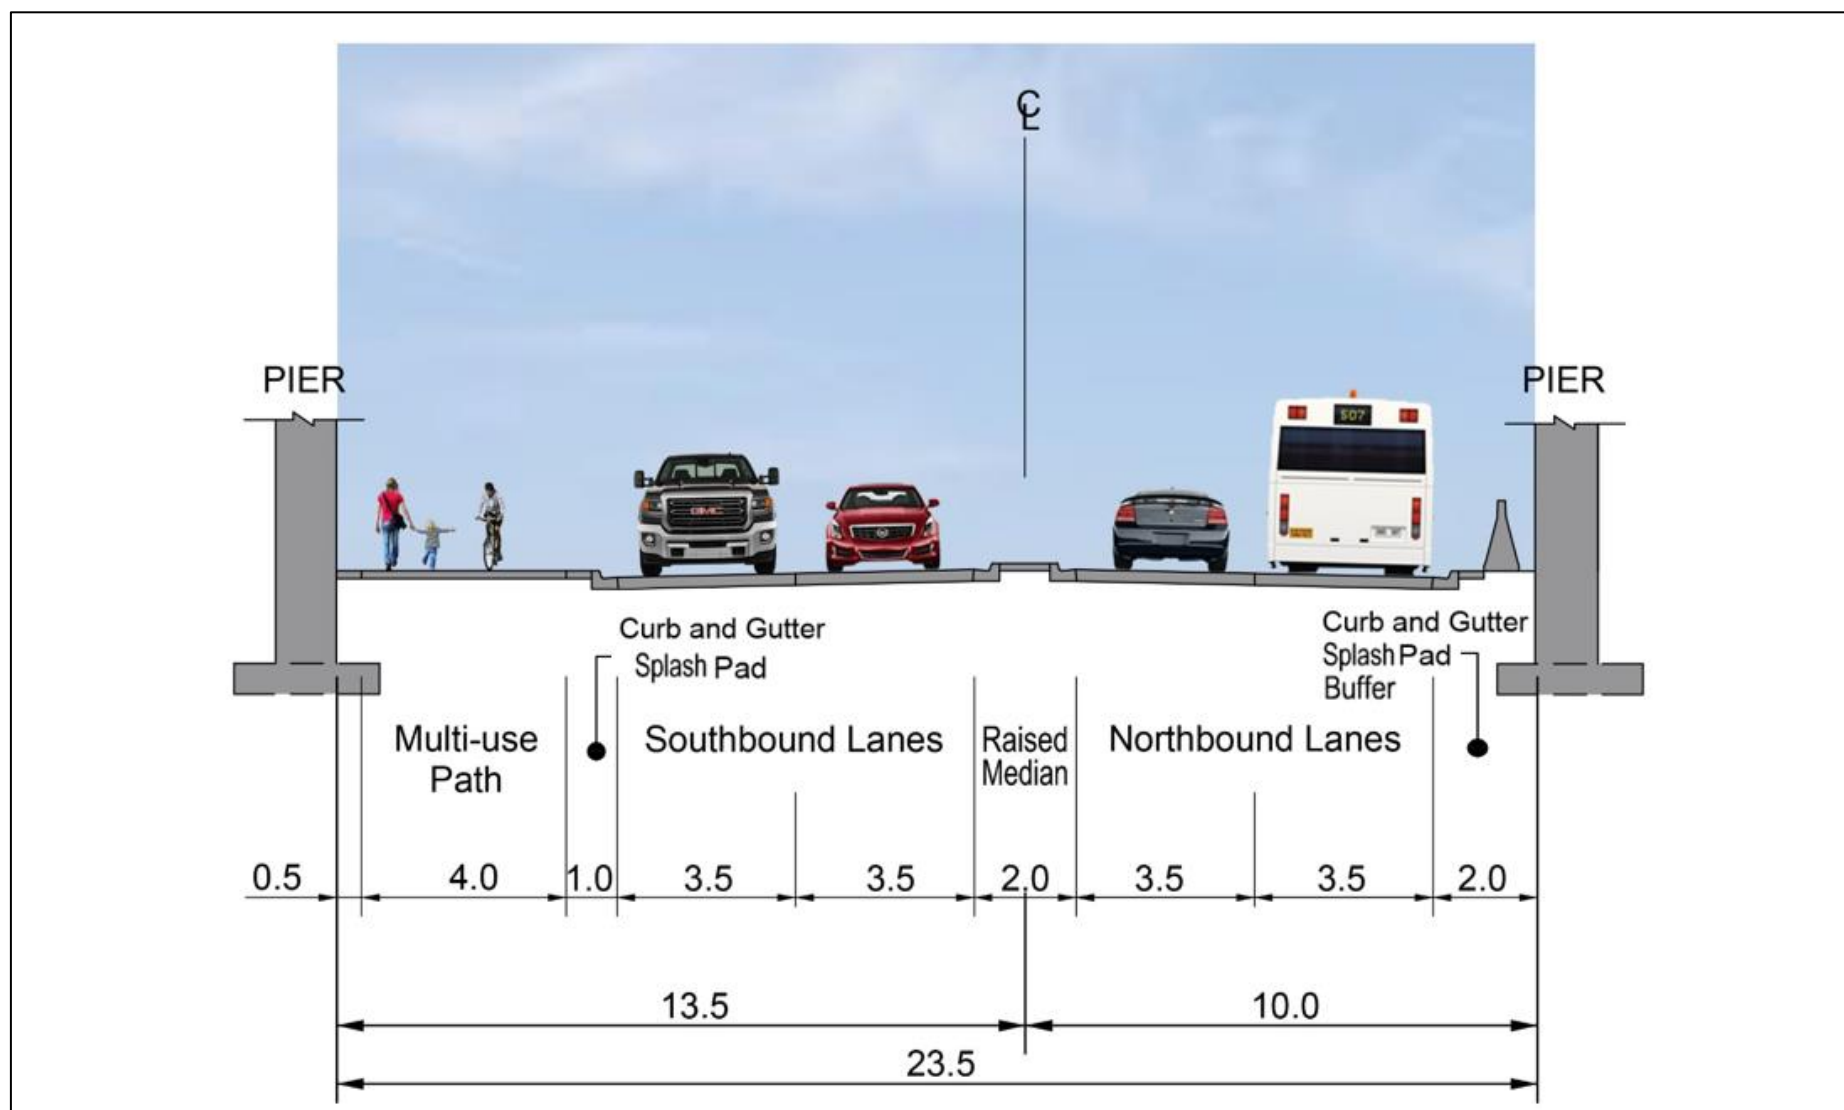 CL
PIER
PIER
507
GMC
Curb and Gutter
Splash Pad
Curb and Gutter
Splash Pad
Buffer
Multi-use
Path
Southbound Lanes
Raised
Median
Northbound Lanes
0.5
4.0
1.0
3.5
3.5
2.0
3.5
3.5
2.0
13.5
10.0
23.5